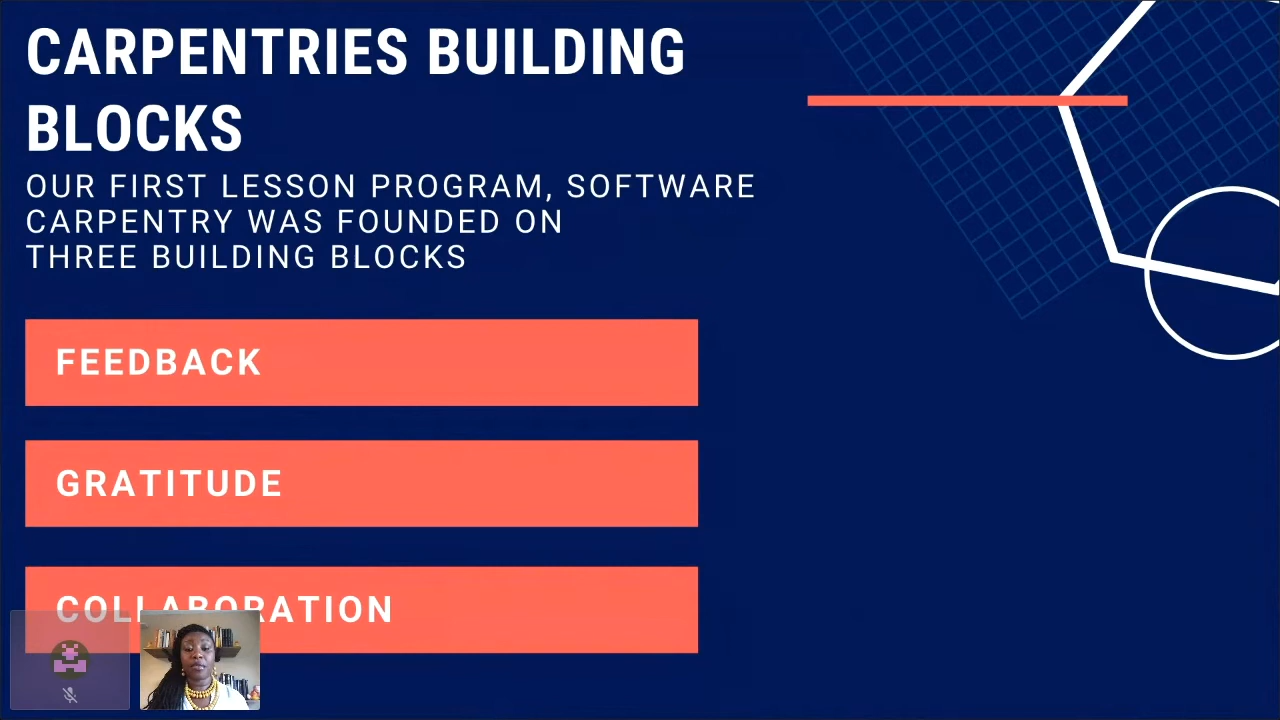 CARPENTRIES BUILDING
BLOCKS
OUR FIRST LESSON PROGRAM, SOFTWARE
CARPENTRY WAS FOUNDED ON
THREE BUILDING BLOCKS
FEEDBACK
GRATITUDE
COLLABORATION